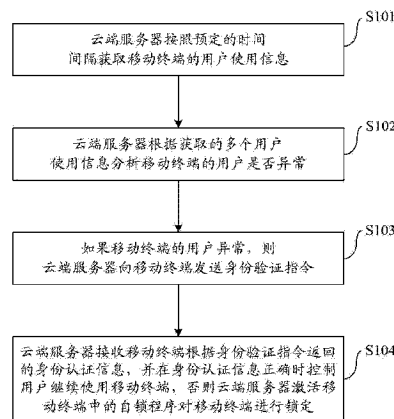 S101
云端服务器按照预定的时间
间隔获取移动终端的用户使用信息
S102
云端服务器根据获取的多个用户
使用信息分析移动终端的用户是否异常
S103
如果移动终端的用户异常，则
云端服务器向移动终端发送身份验证指令
S104
云端服务器接收移动终端根据身份验证指令返回
的身份认证信息，并在身份认证信息正确时控制
用户继续使用移动终端，否则云端服务器激活移
动终端中的自锁程序对移动终端进行锁定